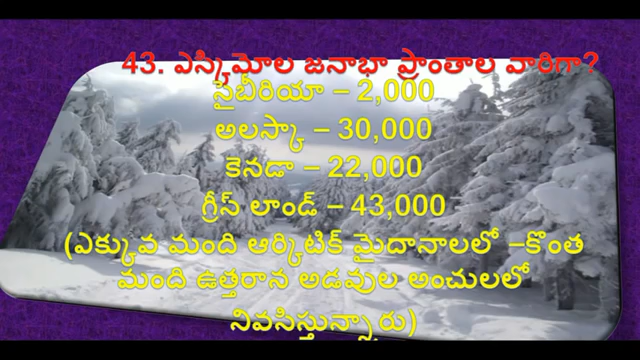 43. ఎస్కిమోల జనాభా ప్రాంతాల వారిగా?
సైబీరియా – 2,000
అలస్కా – 30,000
కెనడా – 22,000
గ్రీస్ లాండ్ – 43,000
(ఎక్కువ మంది ఆర్కిటిక్ మైదానాలలో –కొంత
మంది ఉత్తరాన అడవుల అంచులలో
నివసిస్తున్నారు)